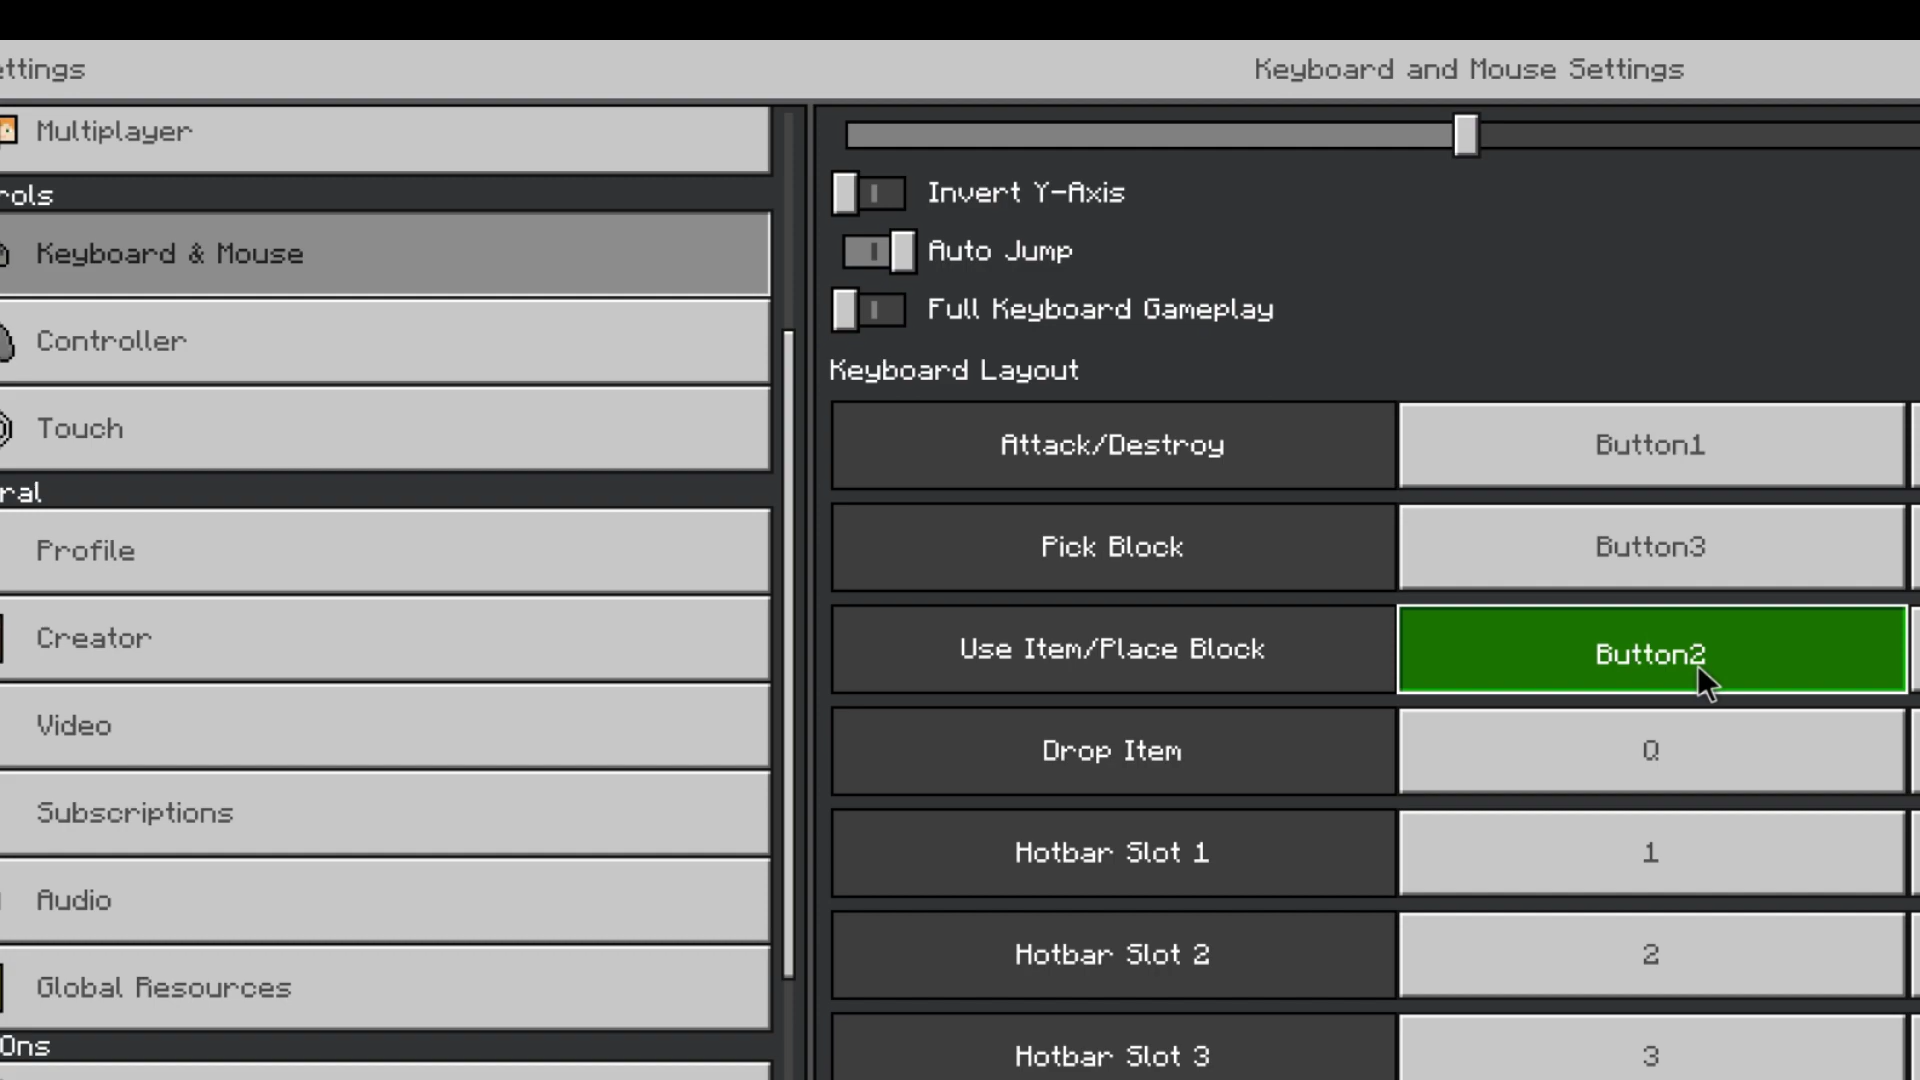 ettings
Keyboard and Mouse Settings
Multiplayer
rols
Keyboard & Mouse
Controller
Touch
ral
Profile
Creator
Video
Subscriptions
Audio
Global Resources
Ons
Invert Y-Axis
Auto Jump
Full Keyboard Gameplay
Keyboard Layout
Attack/Destroy
Button1
Pick Block
Button3
Use Item/Place Block
Button2
Drop Item
Q
Hotbar Slot 1
1
Hotbar Slot 2
2
Hotbar Slot 3
3